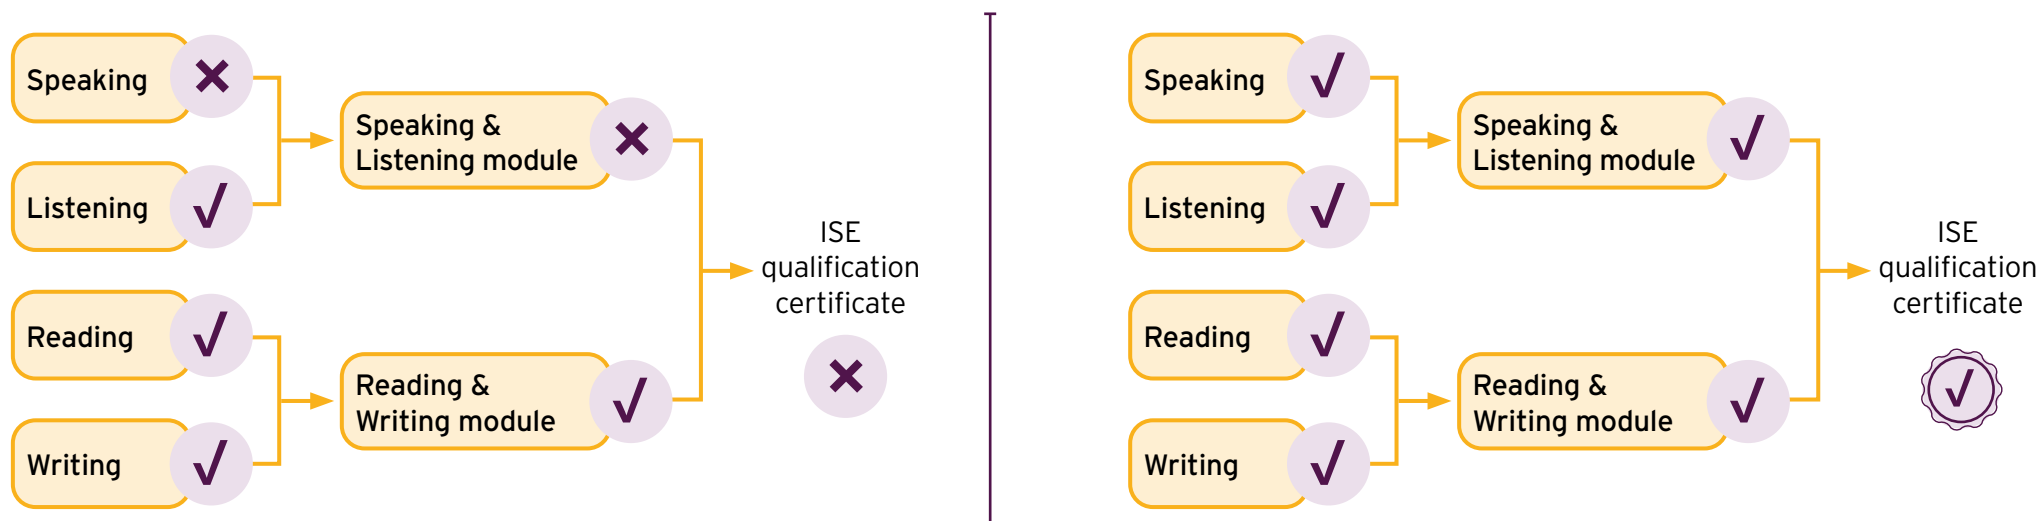 Speaking
Listening
Reading
Writing
Speaking &
Listening module
Reading &
Writing module
ISE
qualification
certificate
Speaking
Listening
Reading
Writing
Speaking &
Listening module
Reading &
Writing module
ISE
qualification
certificate